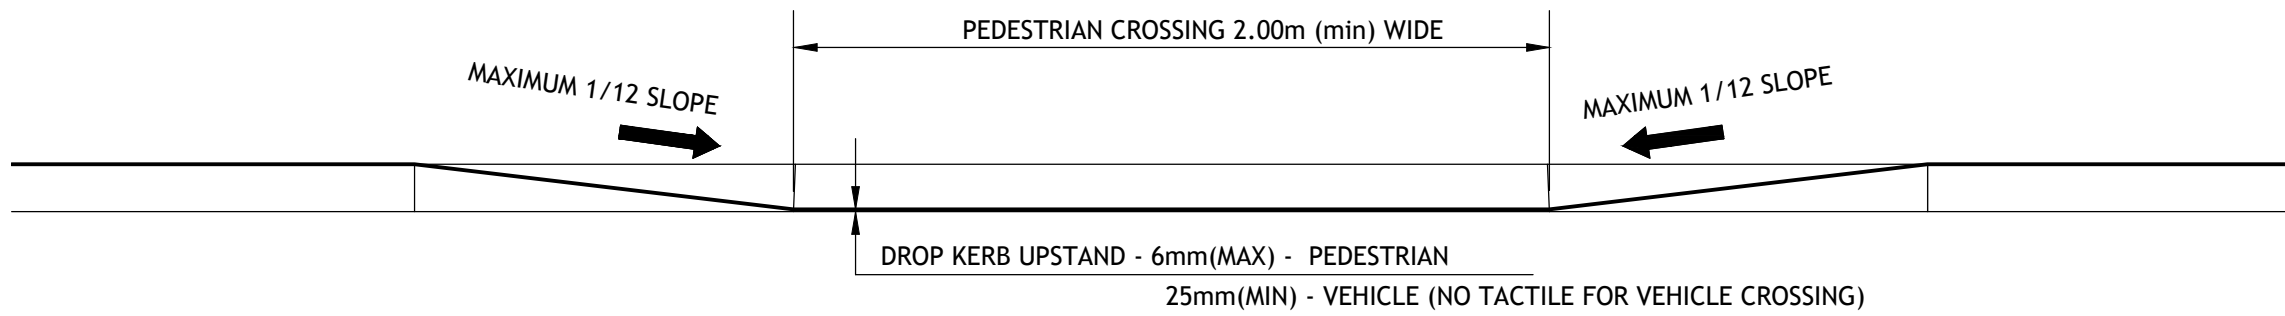 PEDESTRIAN CROSSING 2.00m (min) WIDE
MAXIMUM 1/12 SLOPE
MAXIMUM 1/12 SLOPE
DROP KERB UPSTAND - 6mm(MAX) - PEDESTRIAN
25mm(MIN) - VEHICLE (NO TACTILE FOR VEHICLE CROSSING)